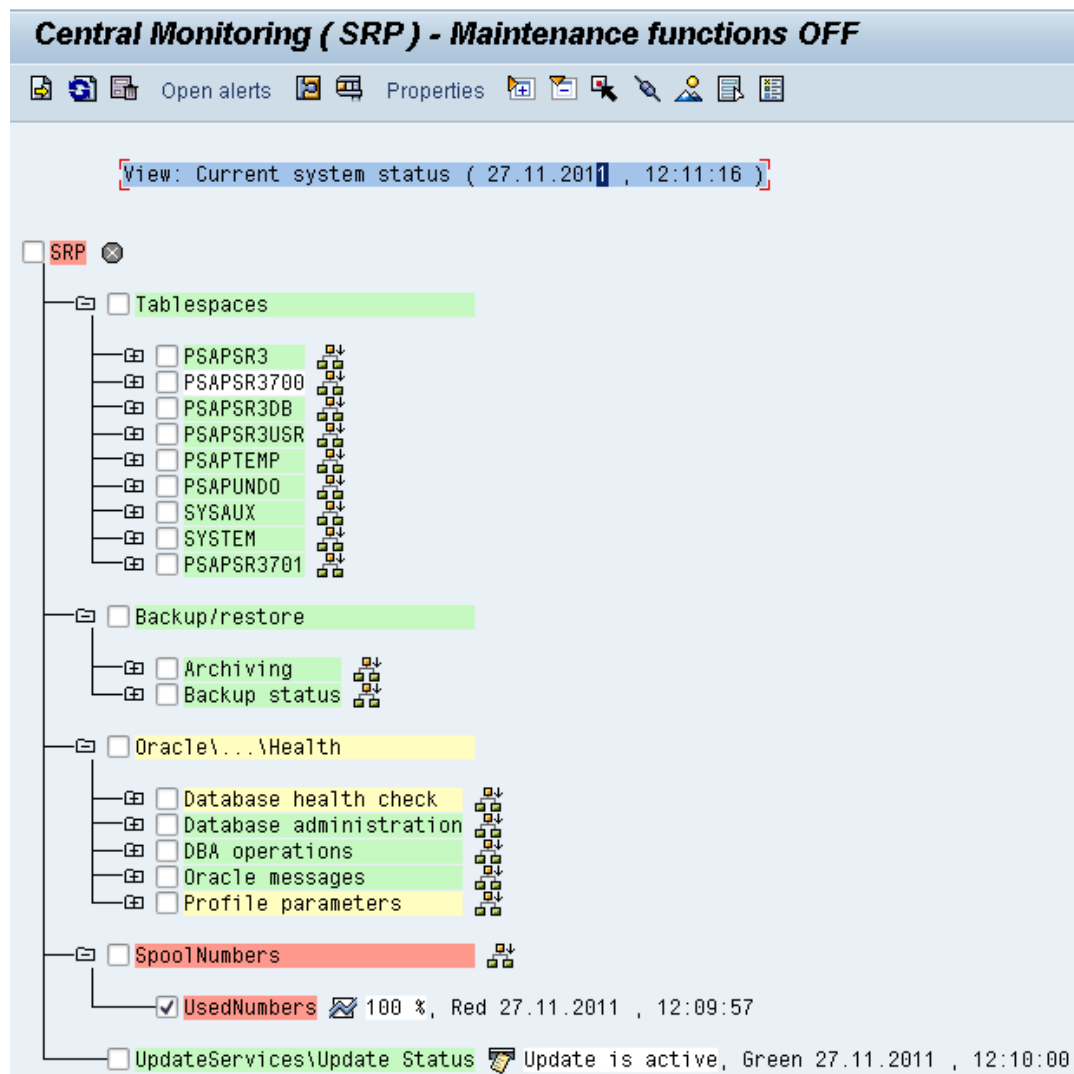 Central Monitoring ( SRP ) - Maintenance functions OFF
Open alerts Properties
View: Current system status ( 27.11.2011 , 12:11:16 )
SRP
Tablespaces
PSAPSR3
PSAPSR3700
PSAPSR3DB
PSAPSR3USR
PSAPTEMP
PSAPUNDO
SYSAUX
SYSTEM
PSAPSR3701
Backup/restore
Archiving
Backup status
Oracle\...\Health
Database health check
Database administration
DBA operations
Oracle messages
Profile parameters
SpoolNumbers
UsedNumbers 100 %, Red 27.11.2011 , 12:09:57
UpdateServices\Update Status Update is active, Green 27.11.2011 , 12:10:00